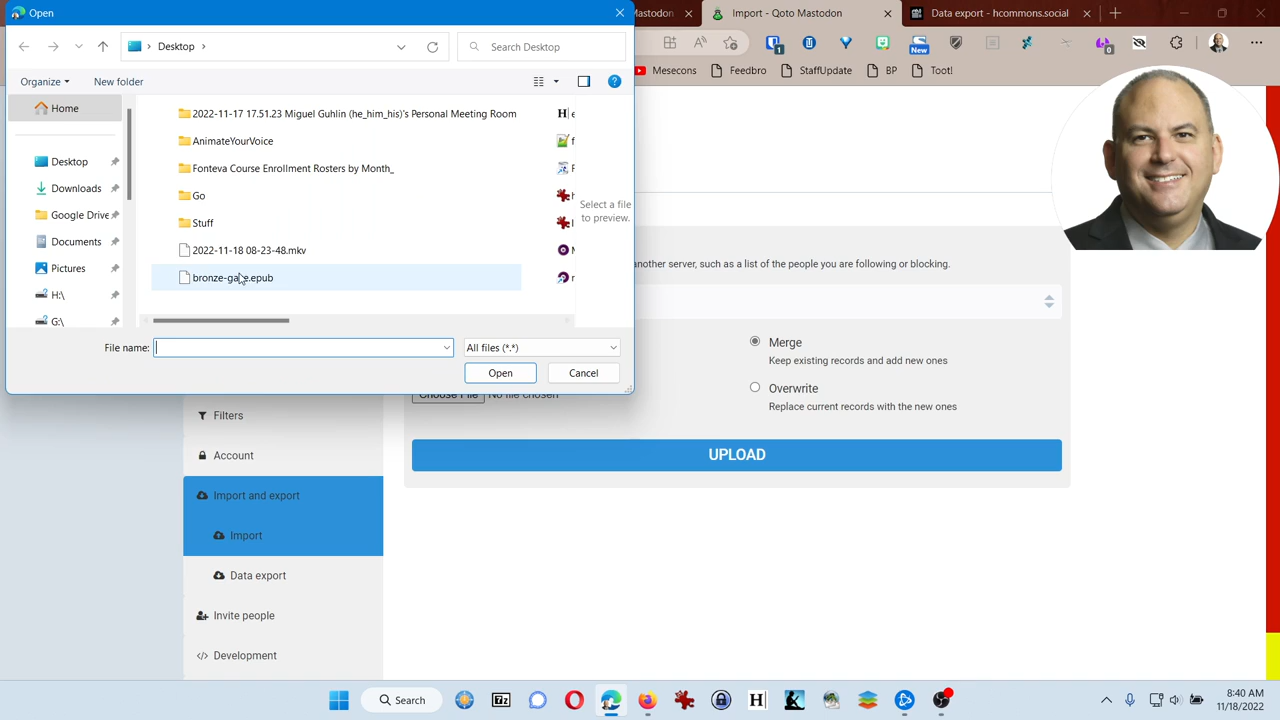 Open
Mastodon
Import - Qoto Mastodon
Data export - hcommons.social
Desktop
Search Desktop
1
New
0
Organize
New folder
Mesecons
Feedbro
StaffUpdate
BP
Toot!
Home
Desktop
Downloads
Google Drive
Documents
Pictures
H:\
G:\
2022-11-17 17.51.23 Miguel Guhlin (he_him_his)'s Personal Meeting Room
AnimateYourVoice
Fonteva Course Enrollment Rosters by Month_
Go
Stuff
2022-11-18 08-23-48.mkv
bronze-gate.epub
Select a file
to preview.
another server, such as a list of the people you are following or blocking.
File name:
All files (*.*)
Open
Cancel
Merge
Keep existing records and add new ones
Overwrite
Replace current records with the new ones
Choose File No file chosen
UPLOAD
Filters
Account
Import and export
Import
Data export
Invite people
Development
Search
8:40 AM
11/18/2022